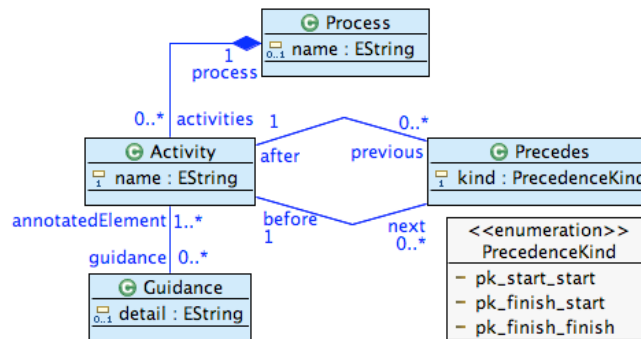 C Process
0..1 name : EString
1
process
0..* activities
1
0..*
after
previous
C Activity
1 name : EString
C Precedes
1 kind : PrecedenceKind
annotatedElement 1..*
before
1
next
0..*
guidance 0..*
C Guidance
0..1 detail : EString
<<enumeration>>
PrecedenceKind
– pk_start_start
– pk_finish_start
– pk_finish_finish